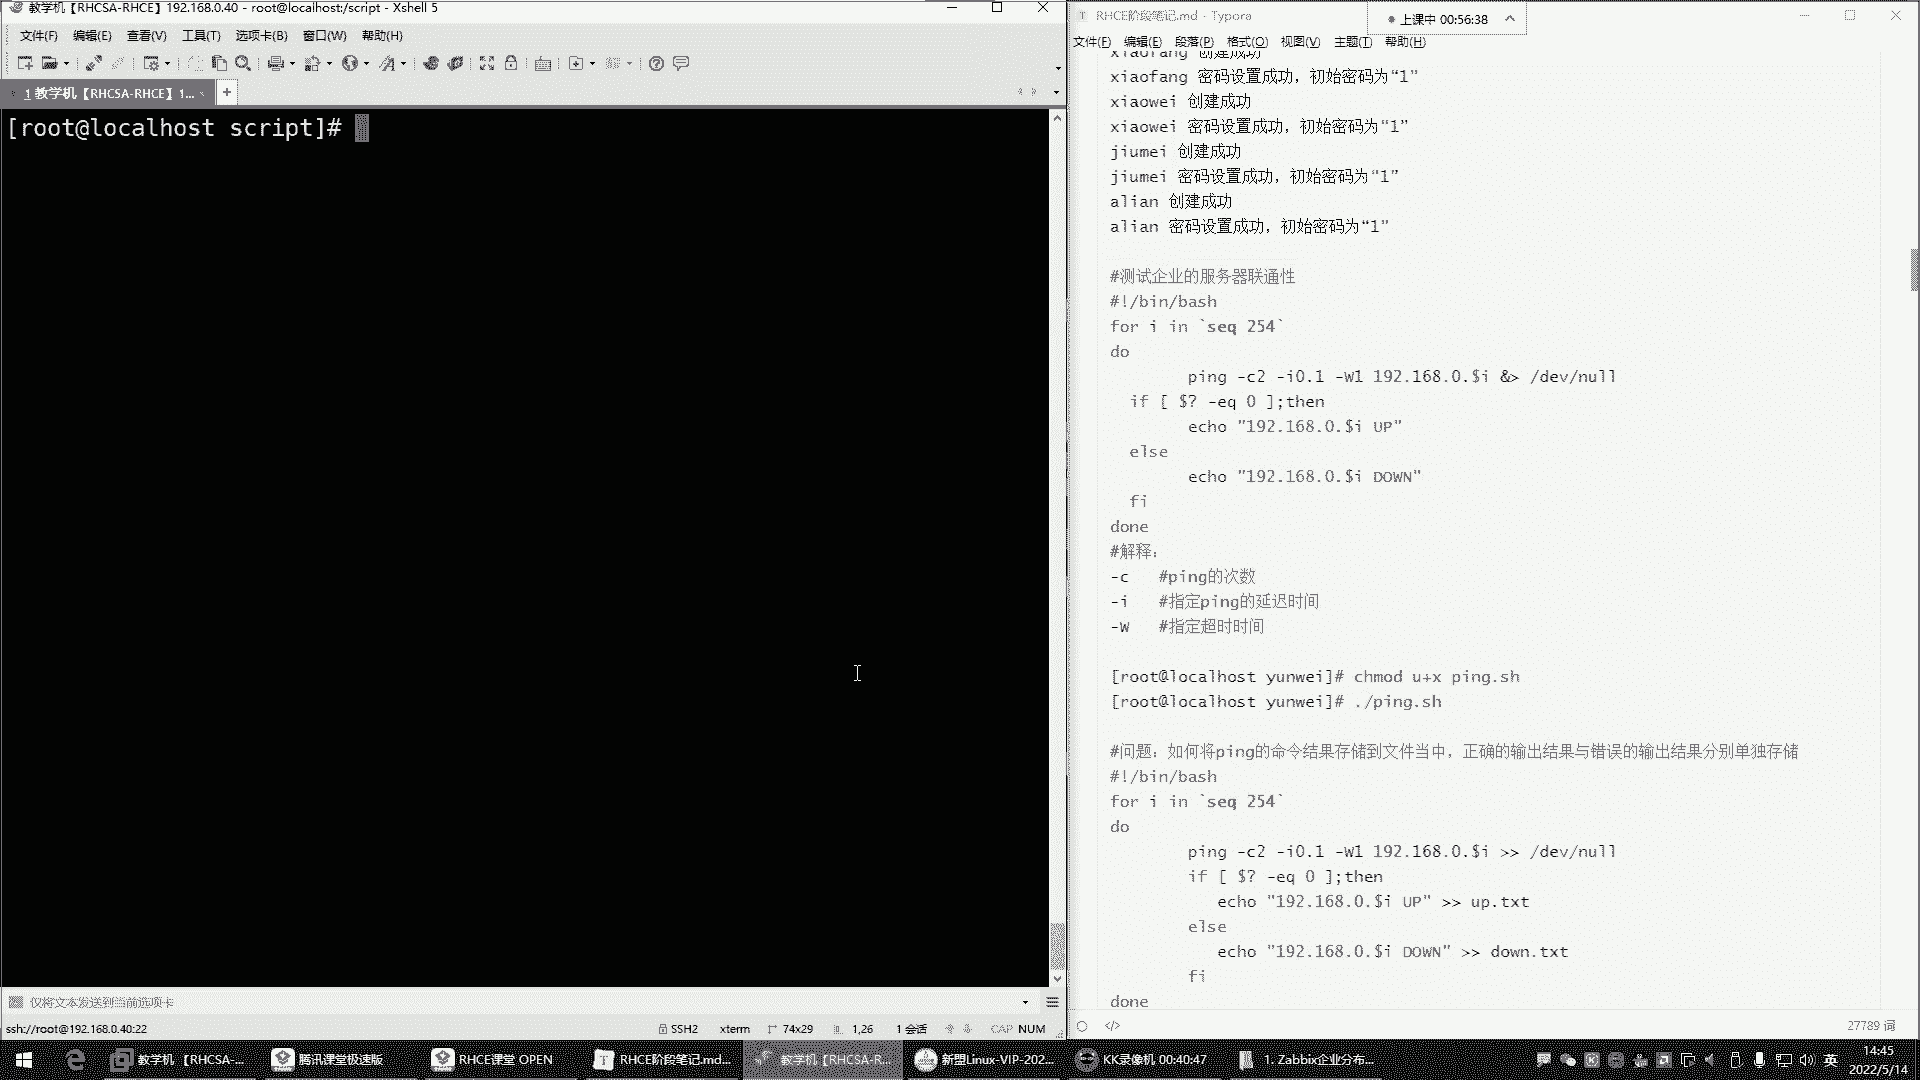 教学机【RHCSA-RHCE】192.168.0.40 - root@localhost:/script - Xshell 5
文件(F) 编辑(E) 查看(V) 工具(T) 选项卡(B) 窗口(W) 帮助(H)
1 教学机【RHCSA-RHCE】1...
[root@localhost script]#
仅将文本发送到当前选项卡
ssh://root@192.168.0.40:22 SSH2 xterm 74x29 1,26 1 会话 CAP NUM
RHCE阶段笔记.md - Typora
上课中 00:56:38
文件(F) 编辑(E) 段落(P) 格式(O) 视图(V) 主题(T) 帮助(H)
xiaofang 创建成功
xiaofang 密码设置成功，初始密码为“1”
xiaowei 创建成功
xiaowei 密码设置成功，初始密码为“1”
jiumei 创建成功
jiumei 密码设置成功，初始密码为“1”
alian 创建成功
alian 密码设置成功，初始密码为“1”
#测试企业的服务器联通性
#!/bin/bash
for i in `seq 254`
do
ping -c2 -i0.1 -W1 192.168.0.$i &> /dev/null
if [ $? -eq 0 ];then
echo "192.168.0.$i UP"
else
echo "192.168.0.$i DOWN"
fi
done
#解释：
-c #ping的次数
-i #指定ping的延迟时间
-W #指定超时时间
[root@localhost yunwei]# chmod u+x ping.sh
[root@localhost yunwei]# ./ping.sh
#问题：如何将ping的命令结果存储到文件当中，正确的输出结果与错误的输出结果分别单独存储
#!/bin/bash
for i in `seq 254`
do
ping -c2 -i0.1 -W1 192.168.0.$i >> /dev/null
if [ $? -eq 0 ];then
echo "192.168.0.$i UP" >> up.txt
else
echo "192.168.0.$i DOWN" >> down.txt
fi
done
27789 词
教学机 【RHCSA-... 腾讯课堂极速版 RHCE课堂 OPEN RHCE阶段笔记.md... 教学机【RHCSA-R... 新盟Linux-VIP-202... KK录像机 00:40:47 1. Zabbix企业分布... 英
14:45
2022/5/14